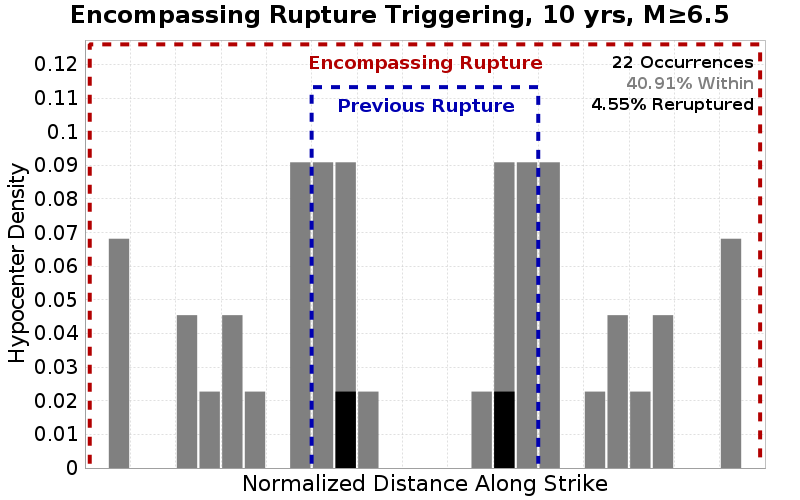 Encompassing Rupture Triggering, 10 yrs, M≥6.5
Encompassing Rupture
22 Occurrences
40.91% Within
4.55% Reruptured
Previous Rupture
Hypocenter Density
0.12
0.11
0.1
0.09
0.08
0.07
0.06
0.05
0.04
0.03
0.02
0.01
0
Normalized Distance Along Strike